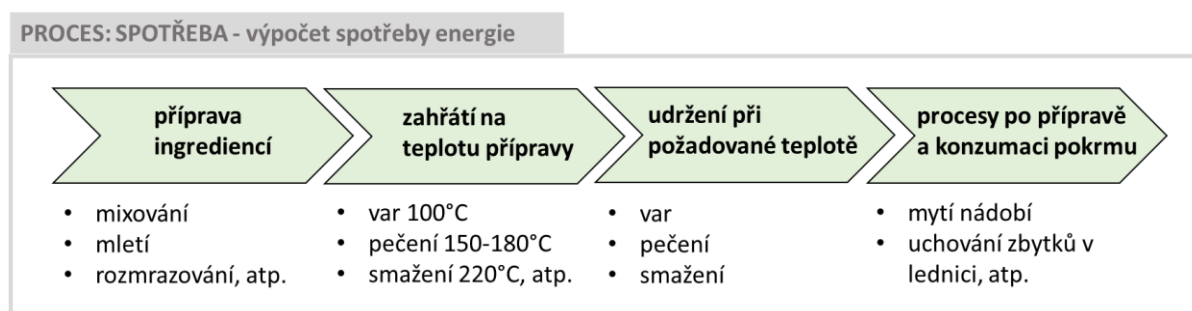 PROCES: SPOTŘEBA - výpočet spotřeby energie
příprava
ingrediencí
zahřátí na
teplotu přípravy
udržení při
požadované teplotě
procesy po přípravě
a konzumaci pokrmu
• mixování
• mletí
• rozmrazování, atp.
• var 100°C
• pečení 150-180°C
• smažení 220°C, atp.
• var
• pečení
• smažení
• mytí nádobí
• uchování zbytků v
lednici, atp.